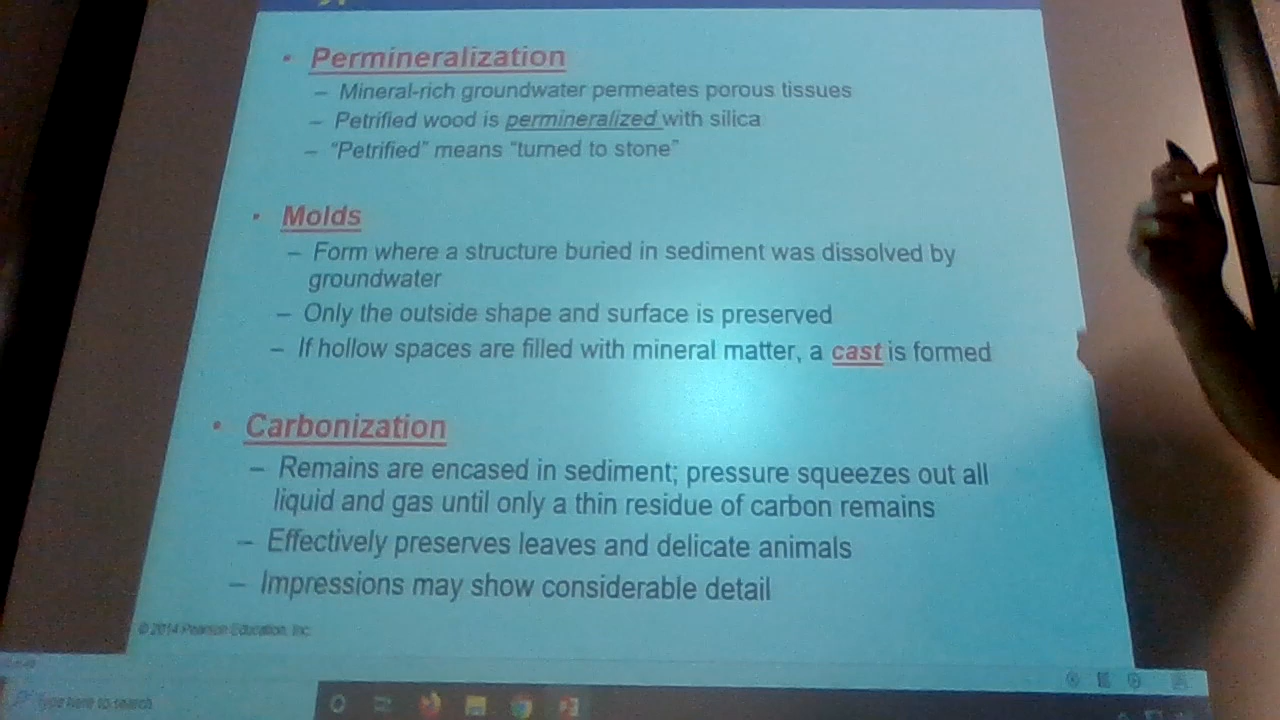 • Permineralization
– Mineral-rich groundwater permeates porous tissues
– Petrified wood is permineralized with silica
– “Petrified” means “turned to stone”
• Molds
– Form where a structure buried in sediment was dissolved by
groundwater
– Only the outside shape and surface is preserved
– If hollow spaces are filled with mineral matter, a cast is formed
• Carbonization
– Remains are encased in sediment; pressure squeezes out all
liquid and gas until only a thin residue of carbon remains
– Effectively preserves leaves and delicate animals
– Impressions may show considerable detail
© 2014 Pearson Education, Inc.
Type here to search